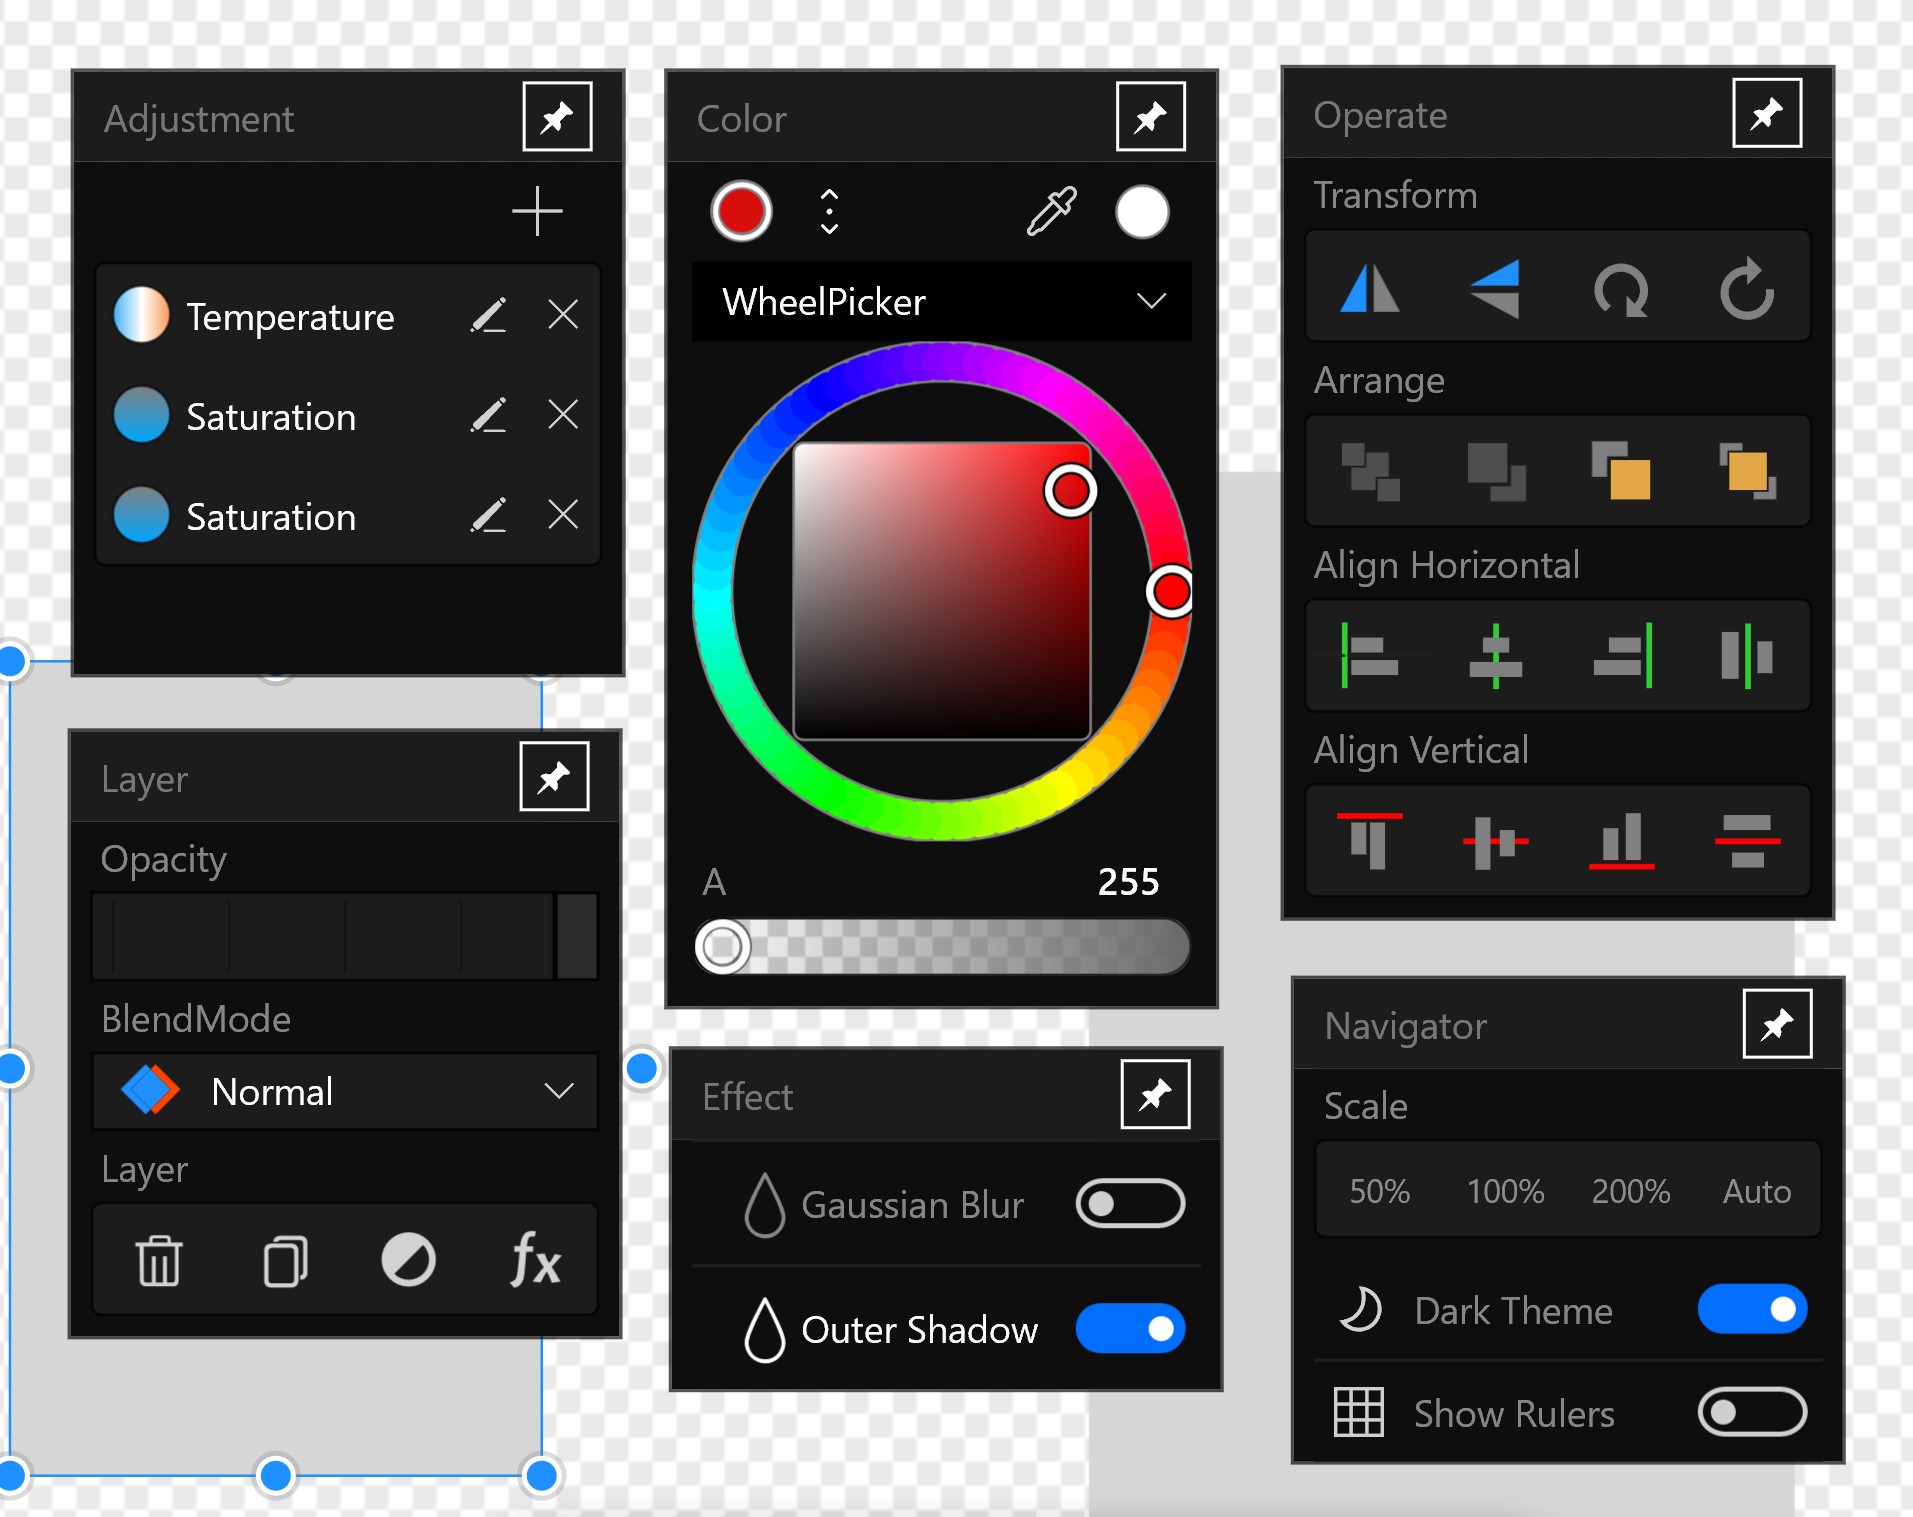 Adjustment
Temperature
Saturation
Saturation
Layer
Opacity
BlendMode
Normal
Layer
fx
Color
WheelPicker
A 255
Effect
Gaussian Blur
Outer Shadow
Operate
Transform
Arrange
Align Horizontal
Align Vertical
Navigator
Scale
50% 100% 200% Auto
Dark Theme
Show Rulers